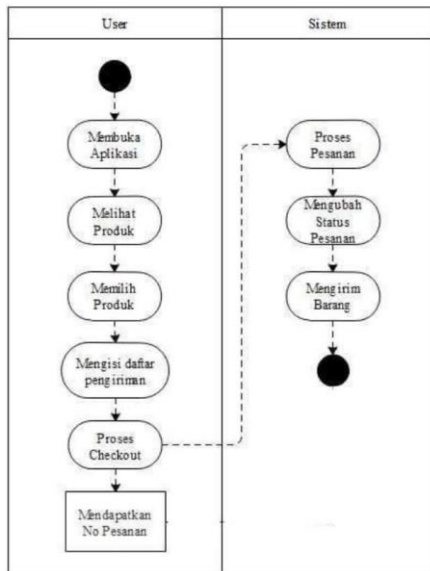 User
Sistem
Membuka
Aplikasi
Melihat
Produk
Memilih
Produk
Mengisi daftar
pengiriman
Proses
Checkout
Mendapatkan
No Pesanan
Proses
Pesanan
Mengubah
Status
Pesanan
Mengirim
Barang